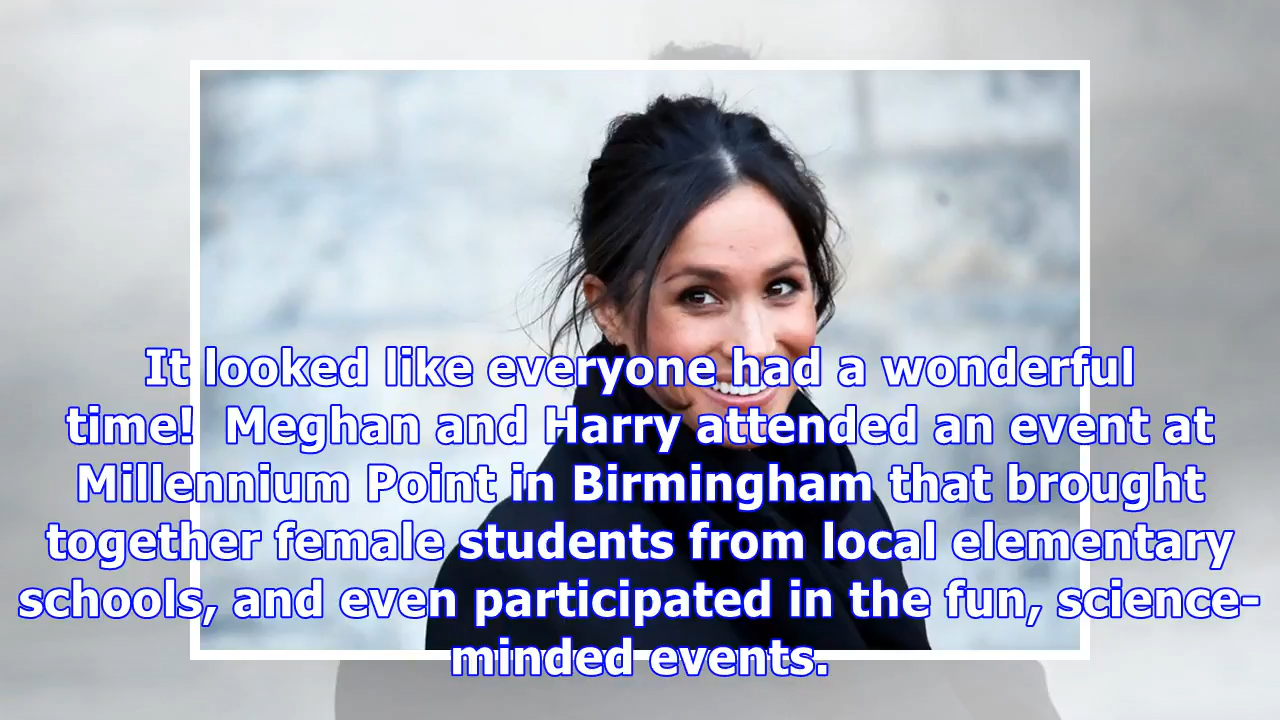 It looked like everyone had a wonderful
time!  Meghan and Harry attended an event at
Millennium Point in Birmingham that brought
together female students from local elementary
schools, and even participated in the fun, science-
minded events.